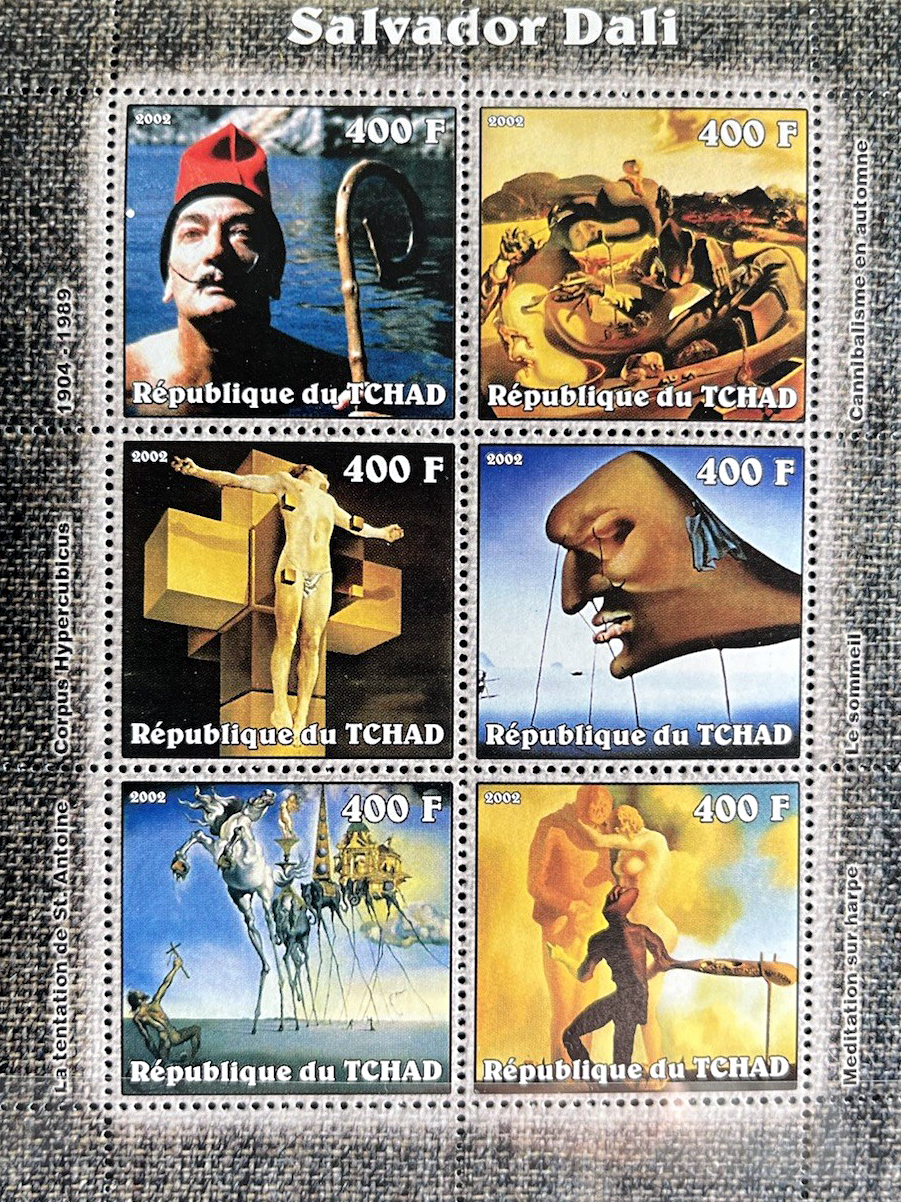 Salvador Dali
2002
400 F
République du TCHAD
1904 - 1989
2002
400 F
République du TCHAD
Cannibalisme en automne
2002
400 F
République du TCHAD
Corpus Hypercubicus
2002
400 F
République du TCHAD
Le sommeil
2002
400 F
République du TCHAD
La tentation de St. Antoine
2002
400 F
République du TCHAD
Meditation sur harpe